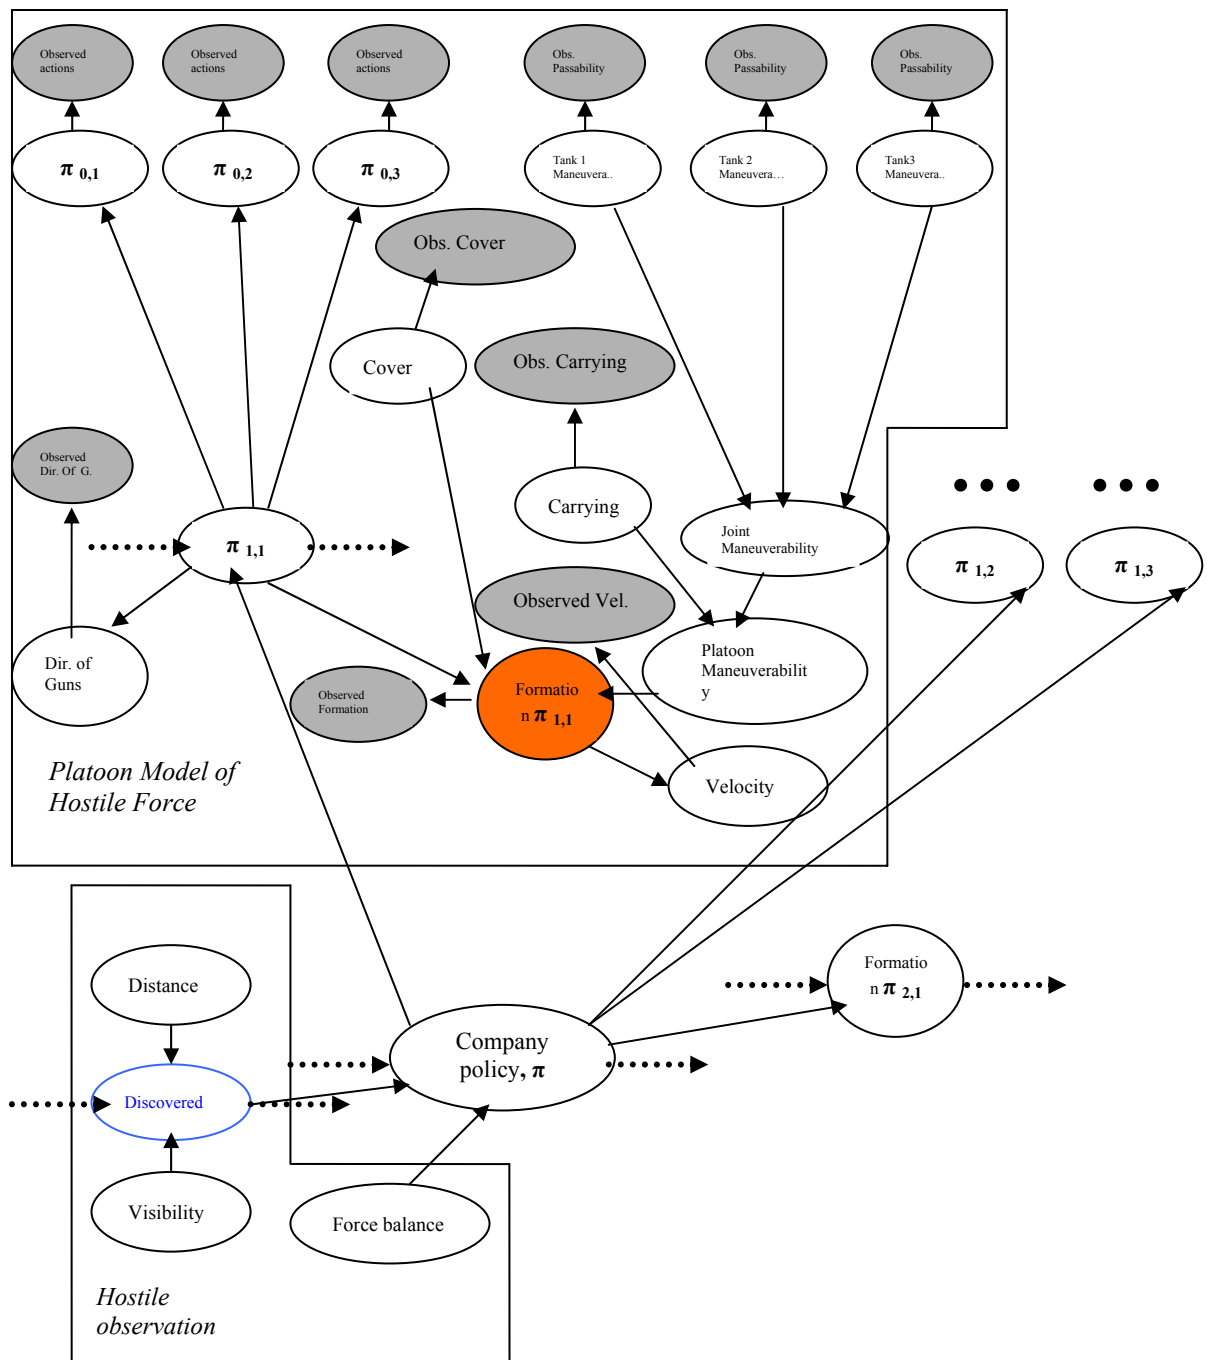 Observed
actions
Observed
actions
Observed
actions
Obs.
Passability
Obs.
Passability
Obs.
Passability
π 0,1
π 0,2
π 0,3
Tank 1
Maneuvera..
Tank 2
Maneuvera…
Tank3
Maneuvera..
Obs. Cover
Cover
Obs. Carrying
Observed
Dir. Of G.
Carrying
π 1,1
Joint
Maneuverability
π 1,2
π 1,3
Observed Vel.
Dir. of
Guns
Platoon
Maneuverabilit
y
Observed
Formation
Formatio
n π 1,1
Velocity
Platoon Model of
Hostile Force
Distance
Formatio
n π 2,1
Company
policy, π
Discovered
Visibility
Force balance
Hostile
observation